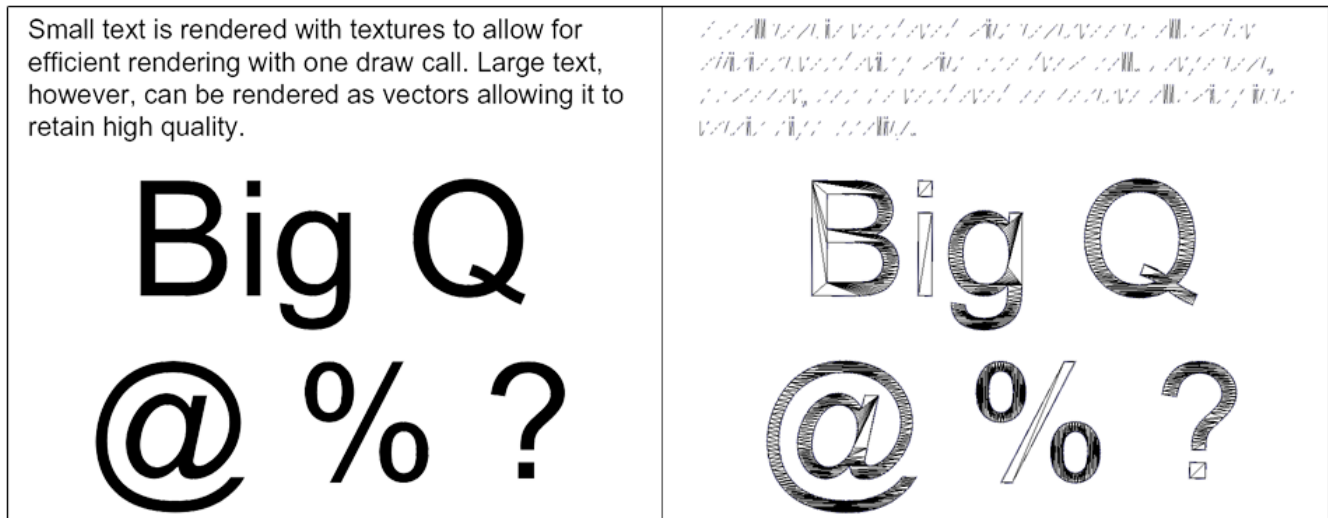 Small text is rendered with textures to allow for
efficient rendering with one draw call. Large text,
however, can be rendered as vectors allowing it to
retain high quality.
Big Q
@ % ?
Big Q
@ % ?